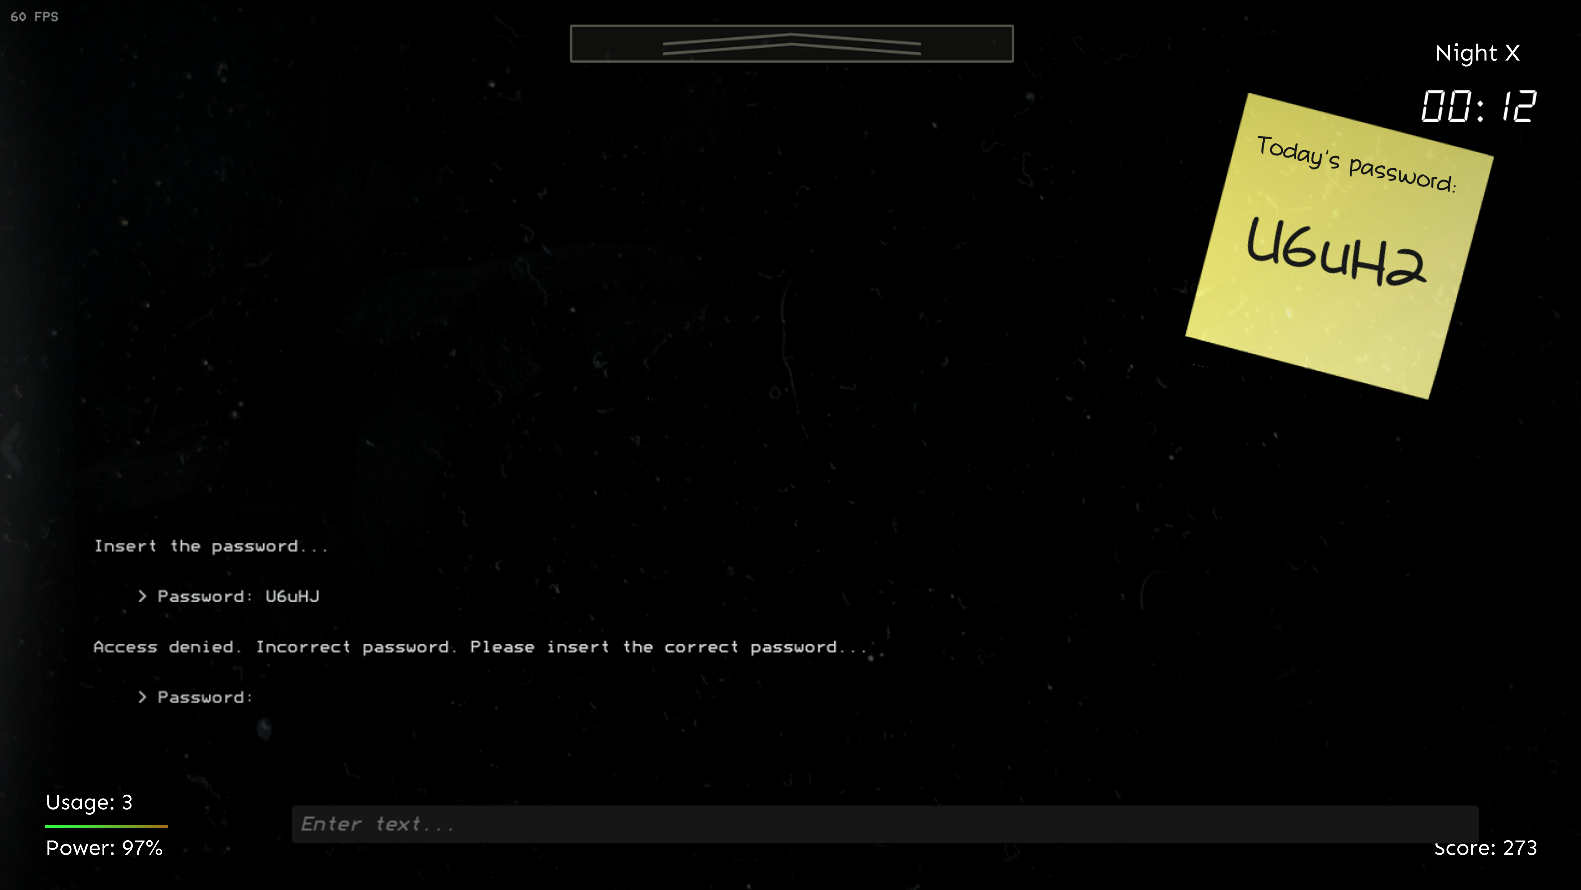 60 FPS
Night X
00:12
Today's password:
U6uH2
Insert the password...
> Password: U6uHJ
Access denied. Incorrect password. Please insert the correct password...
> Password:
Usage: 3
Enter text...
Power: 97%
Score: 273